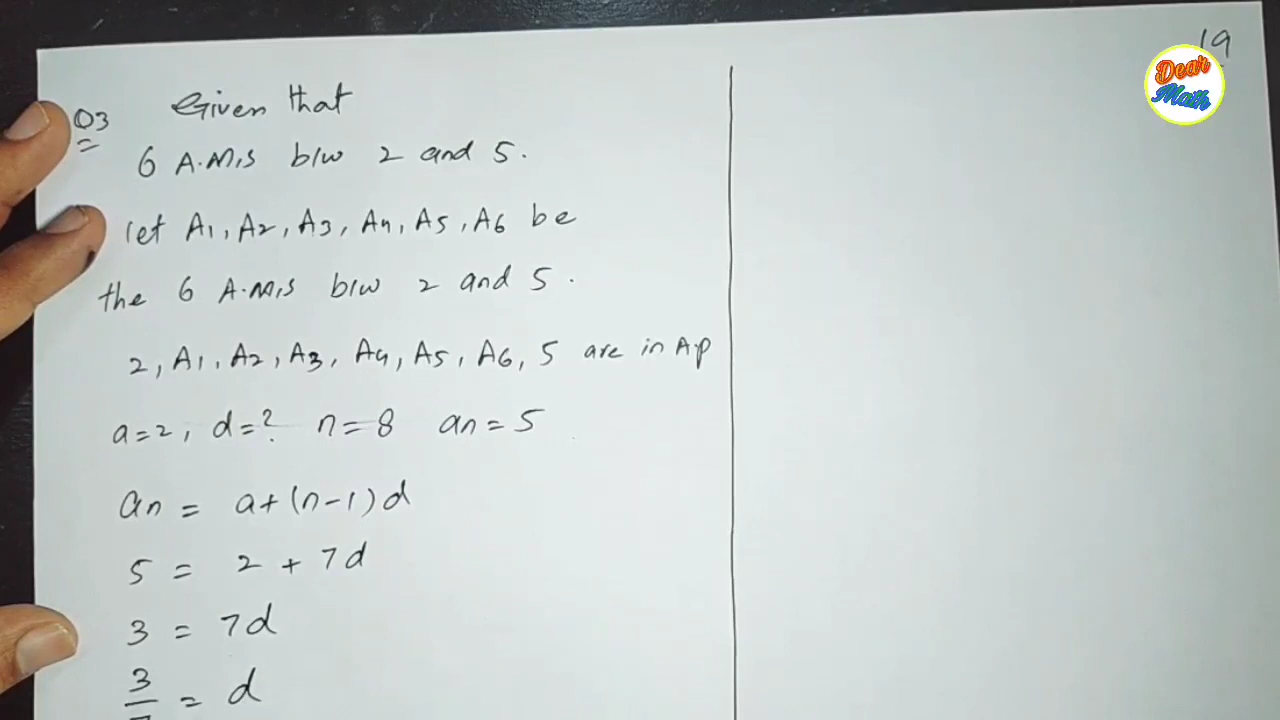 19
Dear
Math
Q3 Given that
6 A.M,s b/w 2 and 5.
let A1, A2, A3, A4, A5, A6 be
the 6 A.M,s b/w 2 and 5.
2, A1, A2, A3, A4, A5, A6, 5 are in A.p
a=2, d=? n=8 an=5
an = a+(n-1)d
5 = 2 + 7d
3 = 7d
3/7 = d